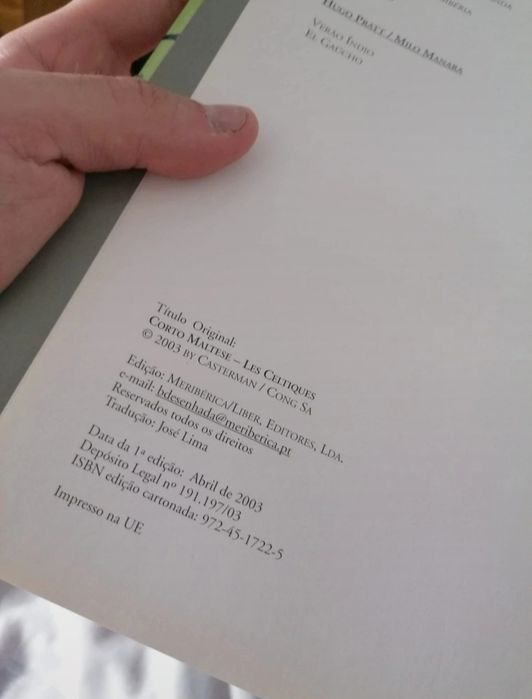 HUGO PRATT / MILO MANARA
VERÃO ÍNDIO
EL GAUCHO
Título Original:
CORTO MALTESE – LES CELTIQUES
© 2003 BY CASTERMAN / CONG SA
Edição: MERIBÉRICA/LIBER, EDITORES, LDA.
e-mail: bdesenhada@meriberica.pt
Reservados todos os direitos
Tradução: José Lima
Data da 1ª edição: Abril de 2003
Depósito Legal nº 191.197/03
ISBN edição cartonada: 972-45-1722-5
Impresso na UE